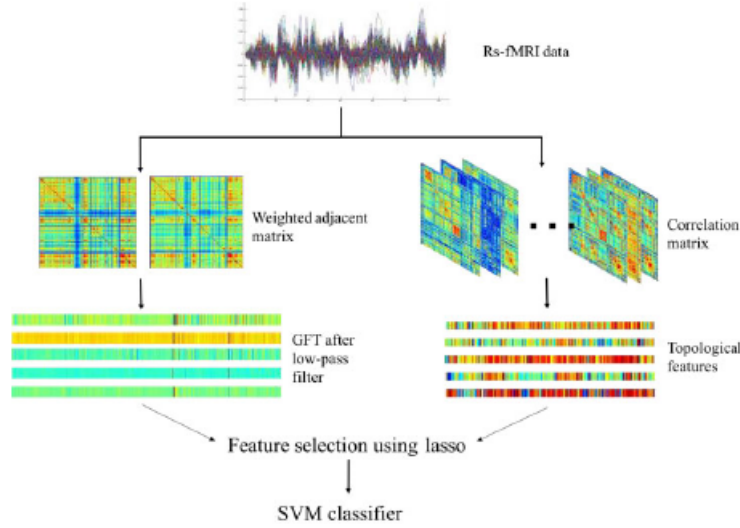 Rs-fMRI data
Weighted adjacent
matrix
Correlation
matrix
GFT after
low-pass
filter
Topological
features
Feature selection using lasso
SVM classifier